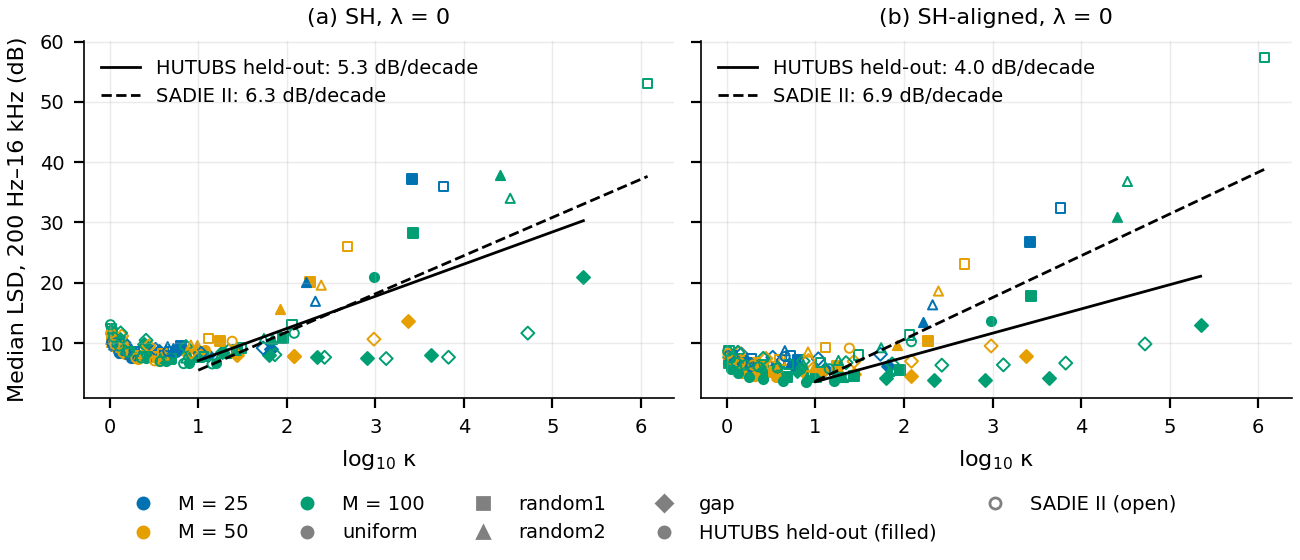 (a) SH, λ = 0
(b) SH-aligned, λ = 0
Median LSD, 200 Hz–16 kHz (dB)
60
50
40
30
20
10
HUTUBS held-out: 5.3 dB/decade
SADIE II: 6.3 dB/decade
HUTUBS held-out: 4.0 dB/decade
SADIE II: 6.9 dB/decade
0 1 2 3 4 5 6
0 1 2 3 4 5 6
log₁₀ κ
log₁₀ κ
M = 25 M = 100 random1 gap SADIE II (open)
M = 50 uniform random2 HUTUBS held-out (filled)